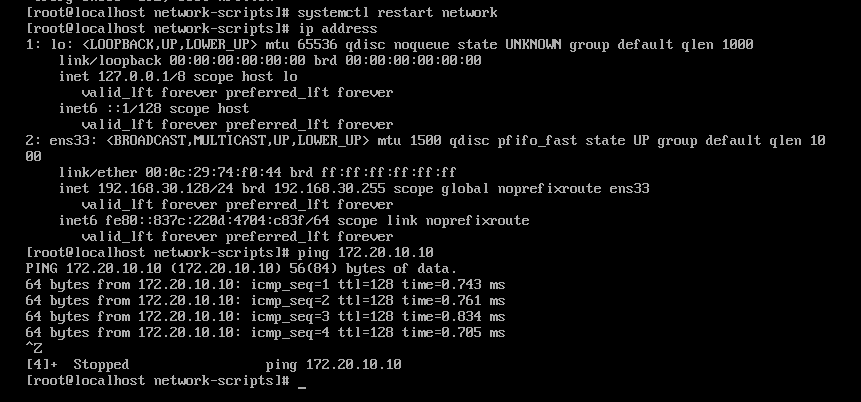 [root@localhost network-scripts]# systemctl restart network
[root@localhost network-scripts]# ip address
1: lo: <LOOPBACK,UP,LOWER_UP> mtu 65536 qdisc noqueue state UNKNOWN group default qlen 1000
    link/loopback 00:00:00:00:00:00 brd 00:00:00:00:00:00
    inet 127.0.0.1/8 scope host lo
       valid_lft forever preferred_lft forever
    inet6 ::1/128 scope host
       valid_lft forever preferred_lft forever
2: ens33: <BROADCAST,MULTICAST,UP,LOWER_UP> mtu 1500 qdisc pfifo_fast state UP group default qlen 10
00
    link/ether 00:0c:29:74:f0:44 brd ff:ff:ff:ff:ff:ff
    inet 192.168.30.128/24 brd 192.168.30.255 scope global noprefixroute ens33
       valid_lft forever preferred_lft forever
    inet6 fe80::837c:220d:4704:c83f/64 scope link noprefixroute
       valid_lft forever preferred_lft forever
[root@localhost network-scripts]# ping 172.20.10.10
PING 172.20.10.10 (172.20.10.10) 56(84) bytes of data.
64 bytes from 172.20.10.10: icmp_seq=1 ttl=128 time=0.743 ms
64 bytes from 172.20.10.10: icmp_seq=2 ttl=128 time=0.761 ms
64 bytes from 172.20.10.10: icmp_seq=3 ttl=128 time=0.834 ms
64 bytes from 172.20.10.10: icmp_seq=4 ttl=128 time=0.705 ms
^Z
[4]+  Stopped                 ping 172.20.10.10
[root@localhost network-scripts]# _